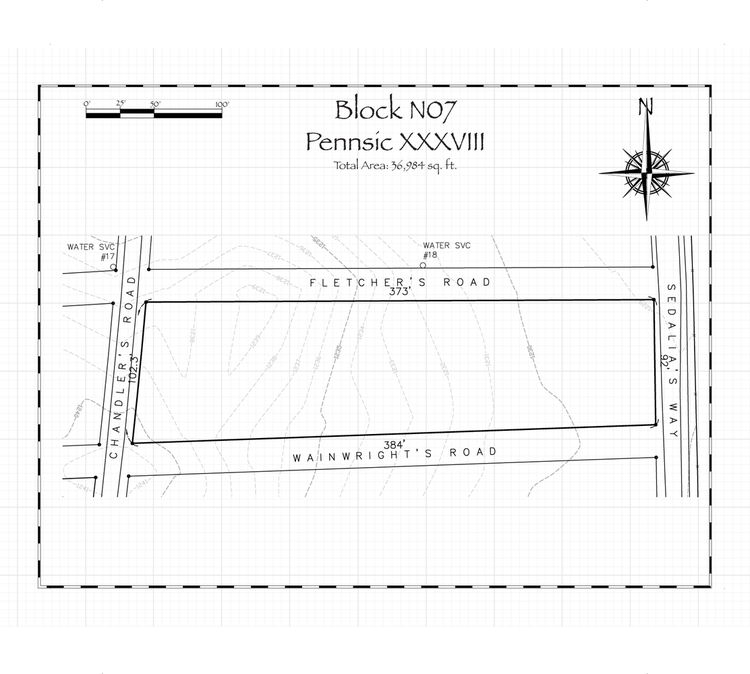 0' 25' 50' 100'
Block N07
Pennsic XXXVIII
Total Area: 36,984 sq. ft.
N
WATER SVC
#17
WATER SVC
#18
FLETCHER'S ROAD
373'
CHANDLER'S ROAD
102.3'
SEDALIA'S WAY
92'
384'
WAINWRIGHT'S ROAD